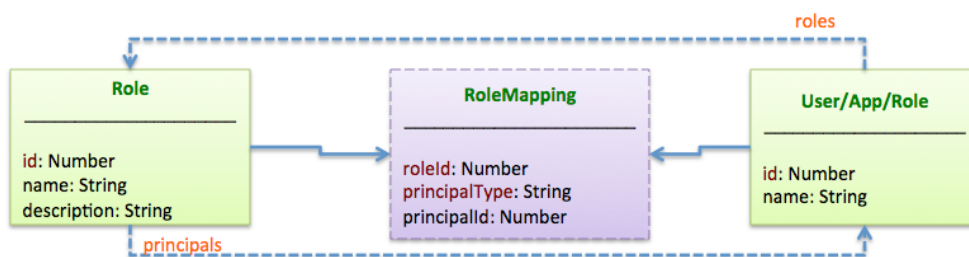 roles
Role
id: Number
name: String
description: String
RoleMapping
roleId: Number
principalType: String
principalId: Number
User/App/Role
id: Number
name: String
principals